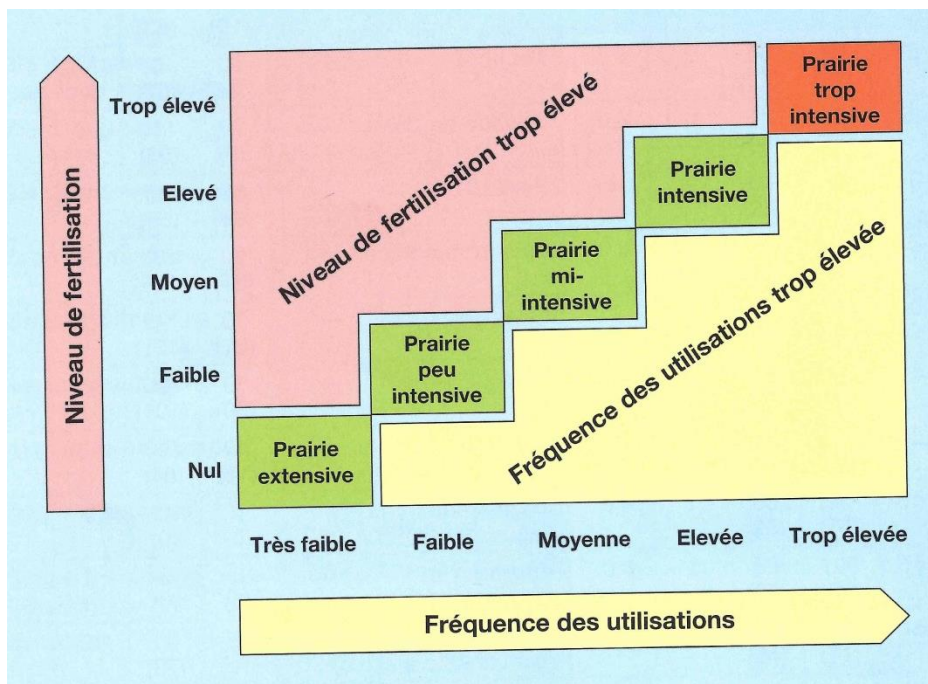 Niveau de fertilisation
Trop élevé
Elevé
Moyen
Faible
Nul
Niveau de fertilisation trop élevé
Prairie
trop
intensive
Prairie
intensive
Prairie
mi-
intensive
Prairie
peu
intensive
Prairie
extensive
Fréquence des utilisations trop élevée
Très faible
Faible
Moyenne
Elevée
Trop élevée
Fréquence des utilisations